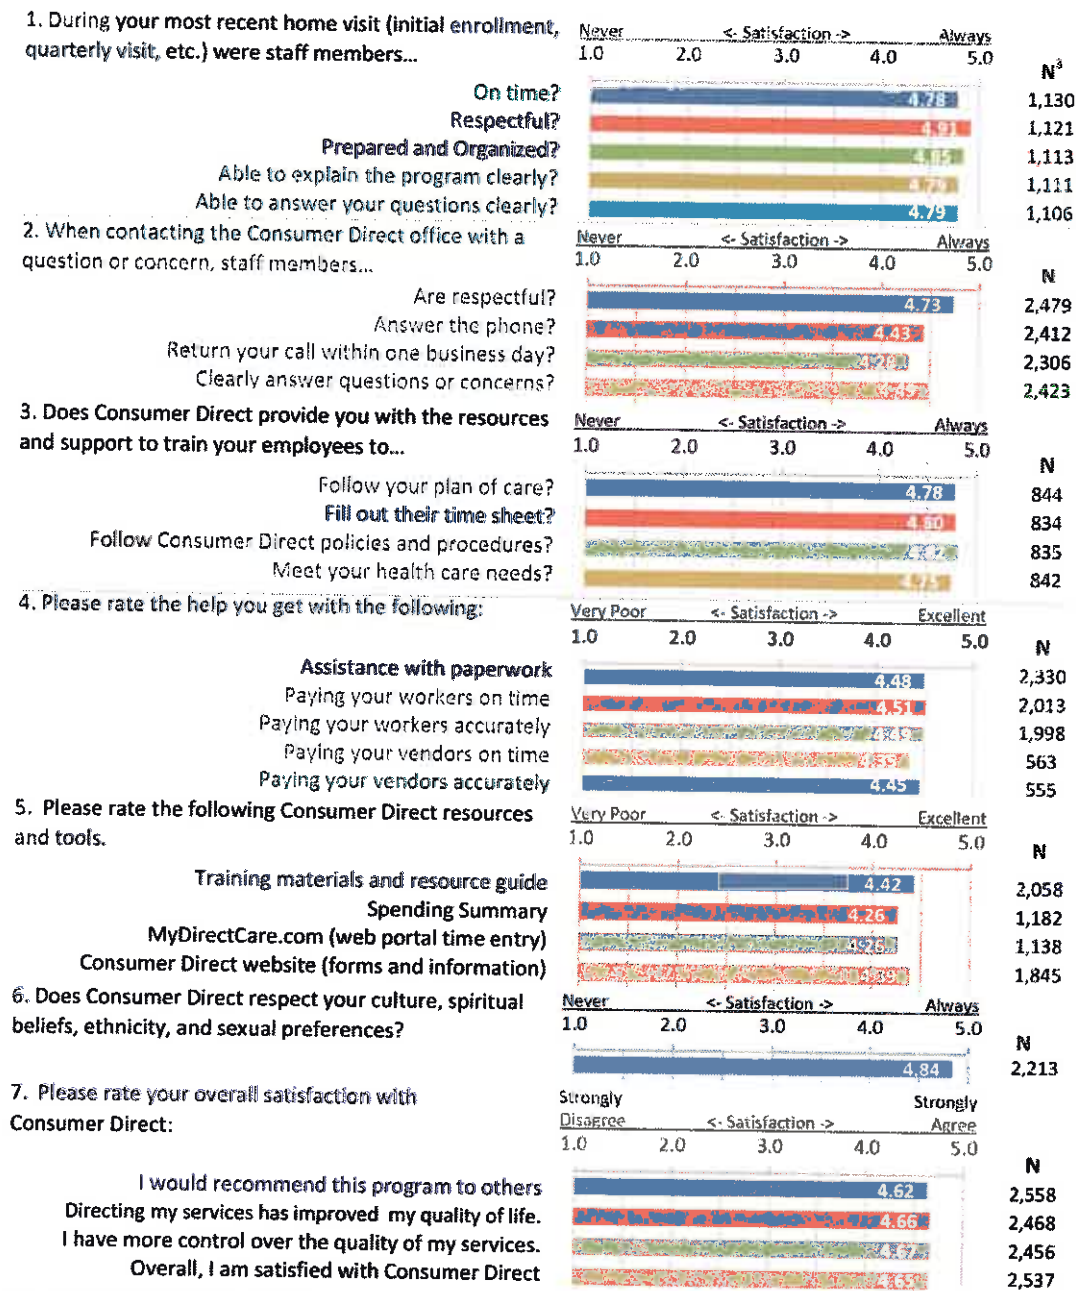 1. During your most recent home visit (initial enrollment,
quarterly visit, etc.) were staff members...
Never <- Satisfaction -> Always
1.0 2.0 3.0 4.0 5.0
N³
On time? 4.78 1,130
Respectful? 4.91 1,121
Prepared and Organized? 4.85 1,113
Able to explain the program clearly? 4.79 1,111
Able to answer your questions clearly? 4.79 1,106
2. When contacting the Consumer Direct office with a
question or concern, staff members...
Never <- Satisfaction -> Always
1.0 2.0 3.0 4.0 5.0
N
Are respectful? 4.73 2,479
Answer the phone? 4.43 2,412
Return your call within one business day? 4.28 2,306
Clearly answer questions or concerns? 2,423
3. Does Consumer Direct provide you with the resources
and support to train your employees to...
Never <- Satisfaction -> Always
1.0 2.0 3.0 4.0 5.0
N
Follow your plan of care? 4.78 844
Fill out their time sheet? 4.80 834
Follow Consumer Direct policies and procedures? 4.82 835
Meet your health care needs? 4.75 842
4. Please rate the help you get with the following:
Very Poor <- Satisfaction -> Excellent
1.0 2.0 3.0 4.0 5.0
N
Assistance with paperwork 4.48 2,330
Paying your workers on time 4.51 2,013
Paying your workers accurately 4.49 1,998
Paying your vendors on time 4.35 563
Paying your vendors accurately 4.45 555
5. Please rate the following Consumer Direct resources
and tools.
Very Poor <- Satisfaction -> Excellent
1.0 2.0 3.0 4.0 5.0
N
Training materials and resource guide 4.42 2,058
Spending Summary 4.26 1,182
MyDirectCare.com (web portal time entry) 1,138
Consumer Direct website (forms and information) 4.39 1,845
6. Does Consumer Direct respect your culture, spiritual
beliefs, ethnicity, and sexual preferences?
Never <- Satisfaction -> Always
1.0 2.0 3.0 4.0 5.0
N
4.84 2,213
7. Please rate your overall satisfaction with
Consumer Direct:
Strongly Strongly
Disagree <- Satisfaction -> Agree
1.0 2.0 3.0 4.0 5.0
N
I would recommend this program to others 4.62 2,558
Directing my services has improved my quality of life. 4.66 2,468
I have more control over the quality of my services. 4.67 2,456
Overall, I am satisfied with Consumer Direct 4.65 2,537